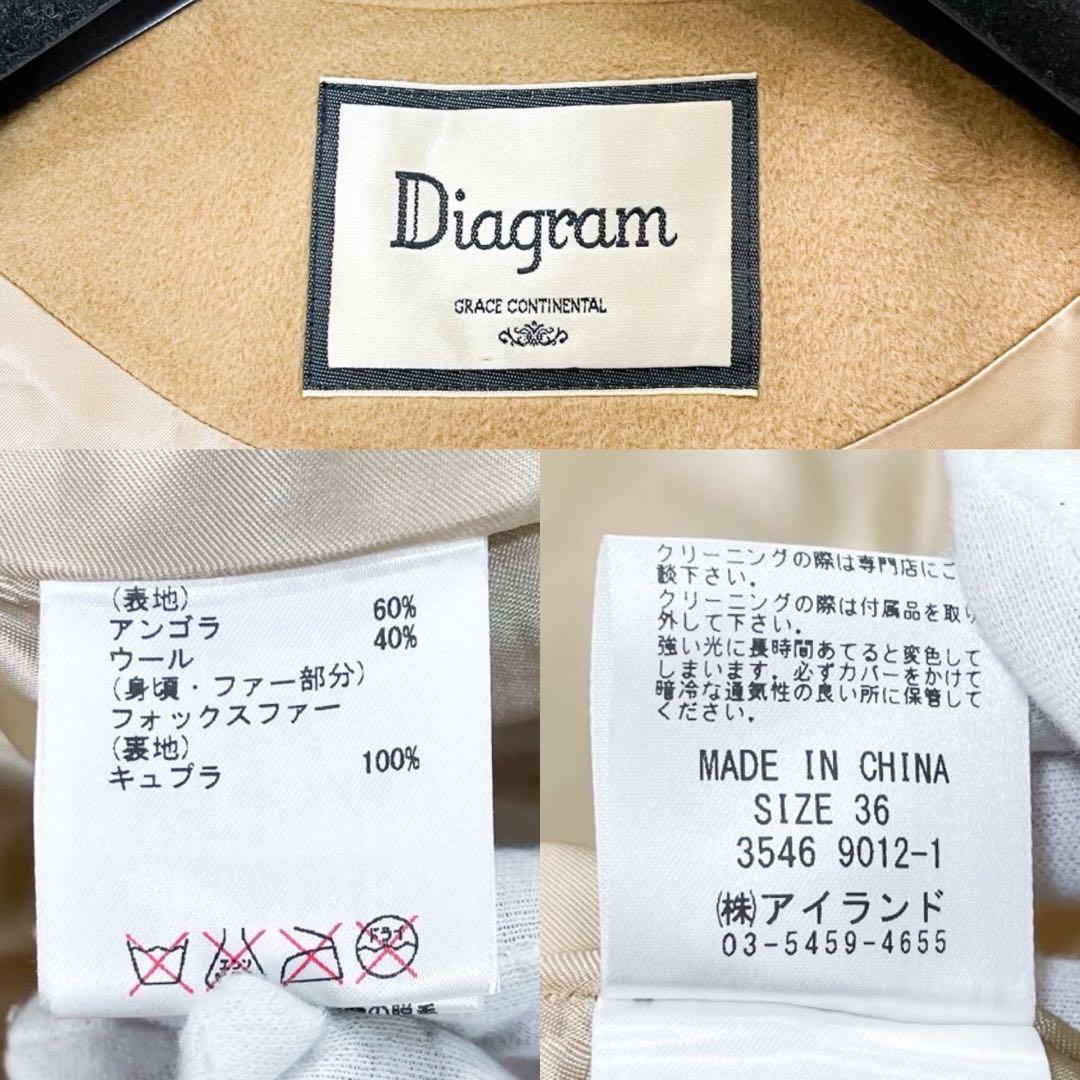 Diagram
GRACE CONTINENTAL
(表地)
アンゴラ 60%
ウール 40%
(身頃・ファー部分)
フォックスファー
(裏地)
キュプラ 100%
エンソ
ドライ
の脱着
クリーニングの際は専門店にご
談下さい。
クリーニングの際は付属品を取り
外して下さい。
強い光に長時間あてると変色して
しまいます。必ずカバーをかけて
暗冷な通気性の良い所に保管して
ください。
MADE IN CHINA
SIZE 36
3546 9012-1
㈱アイランド
03-5459-4655